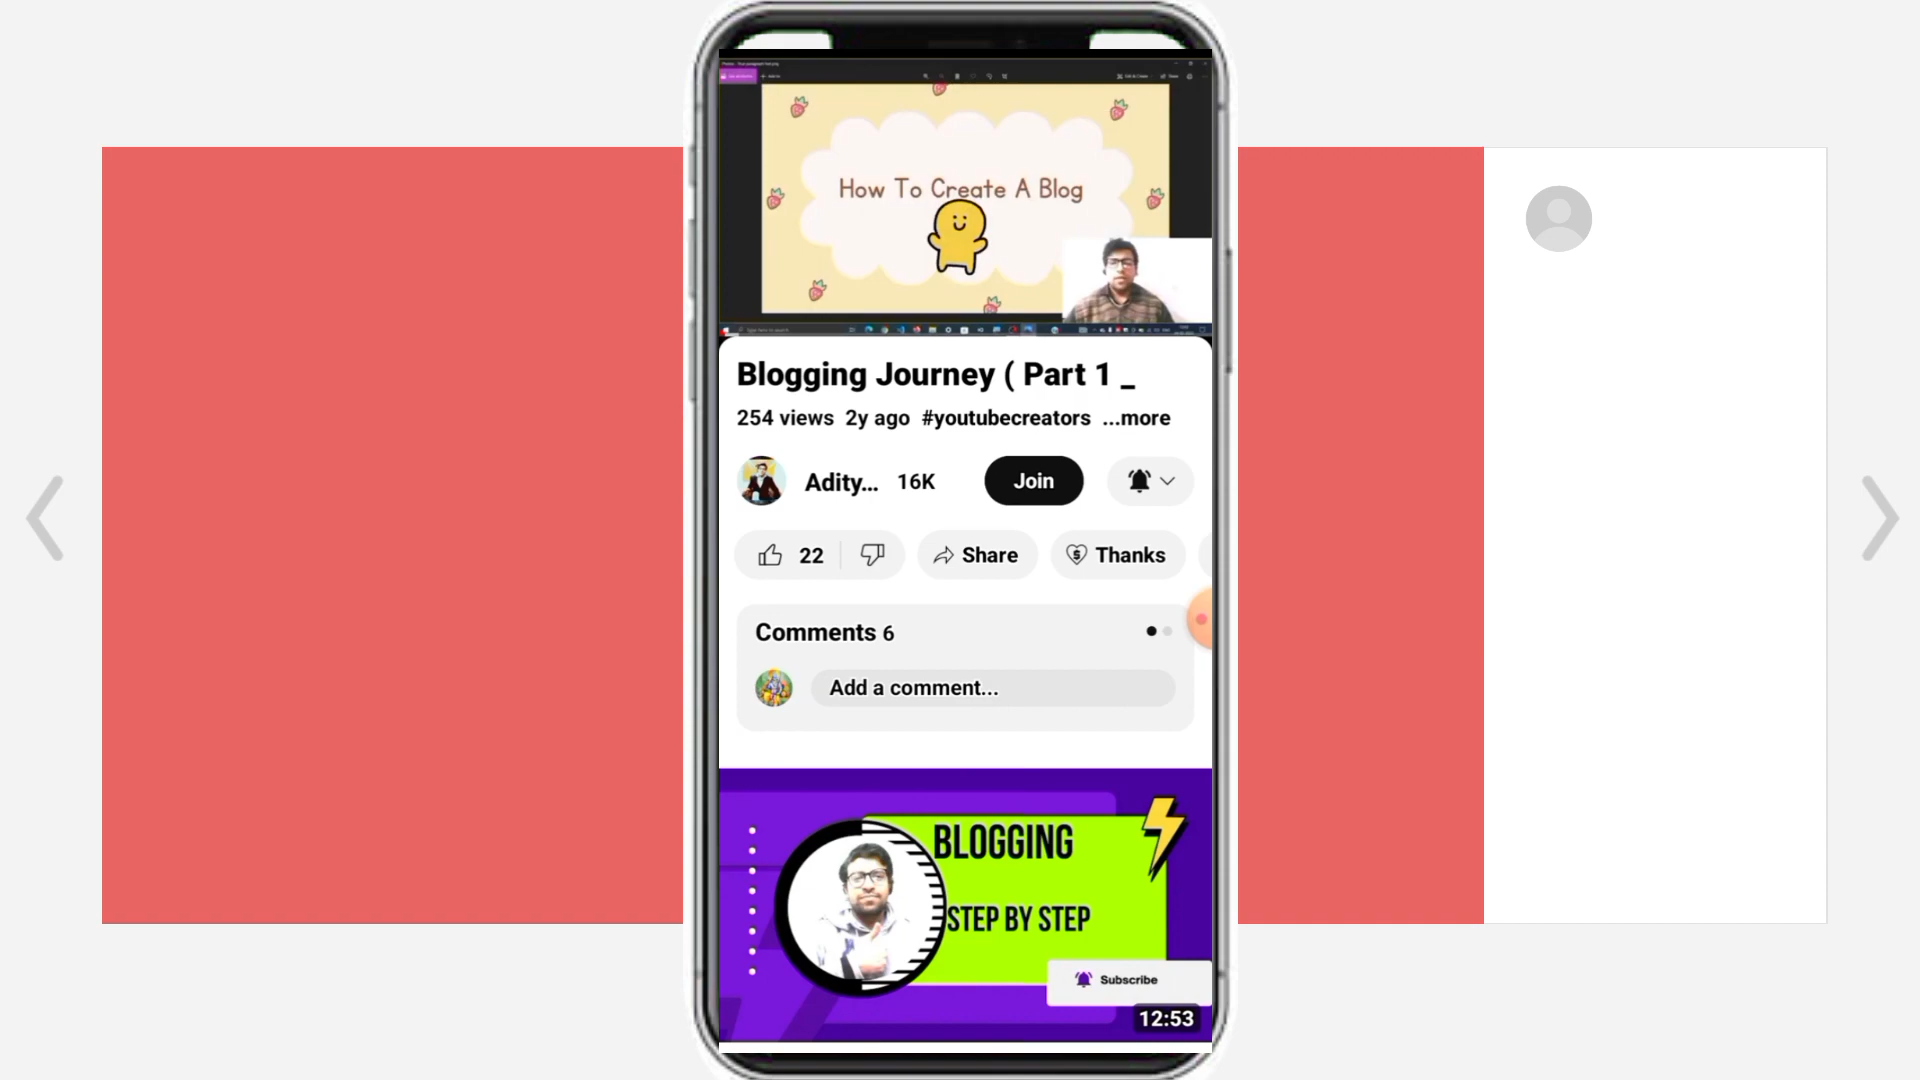 How To Create A Blog
Blogging Journey ( Part 1 _
254 views 2y ago #youtubecreators ...more
Adity... 16K Join
22 Share Thanks
Comments 6
Add a comment...
BLOGGING
STEP BY STEP
Subscribe
12:53